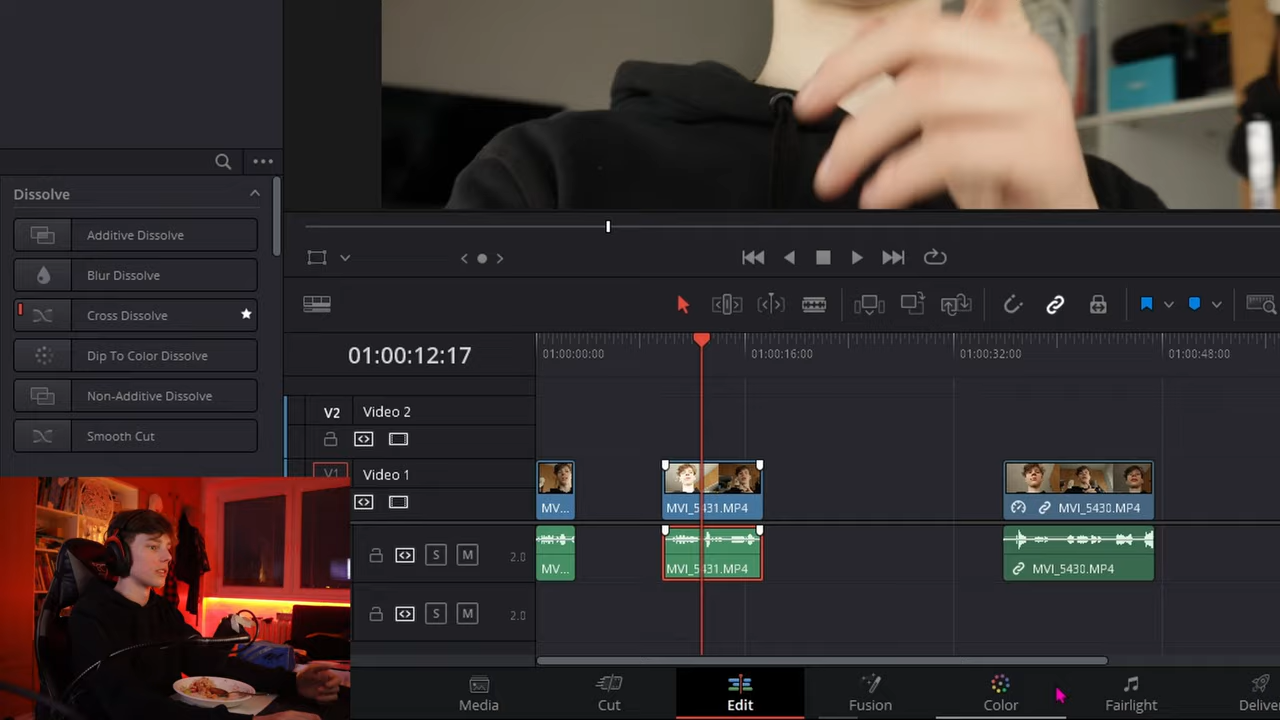 Dissolve
Additive Dissolve
Blur Dissolve
Cross Dissolve
Dip To Color Dissolve
Non-Additive Dissolve
Smooth Cut
01:00:12:17
01:00:00:00
01:00:16:00
01:00:32:00
01:00:48:00
V2 Video 2
V1 Video 1
MV...
MVI_5431.MP4
MVI_5430.MP4
S M 2.0
MV...
MVI_5431.MP4
MVI_5430.MP4
S M 2.0
Media
Cut
Edit
Fusion
Color
Fairlight
Delive